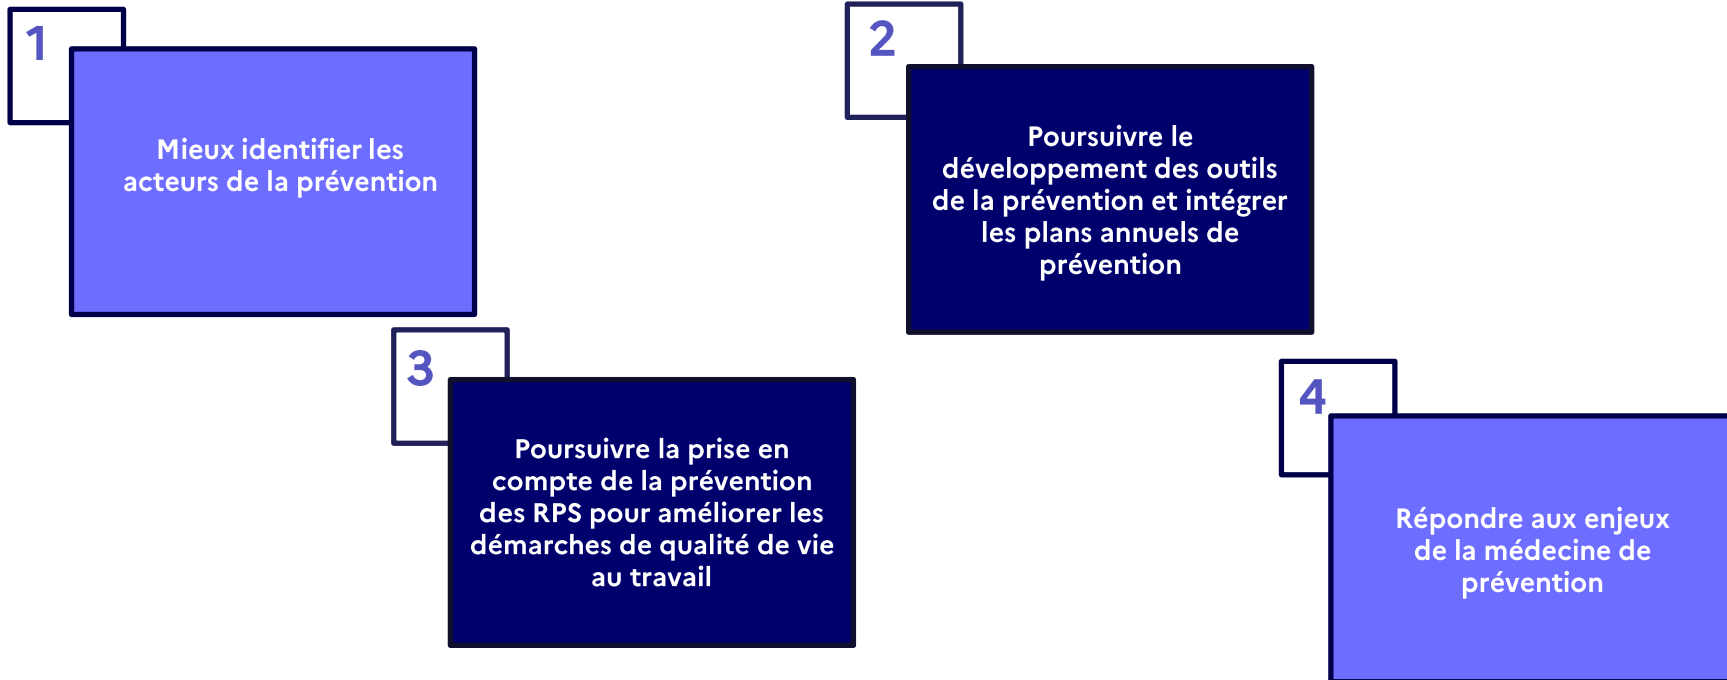 1
Mieux identifier les
acteurs de la prévention
2
Poursuivre le
développement des outils
de la prévention et intégrer
les plans annuels de
prévention
3
Poursuivre la prise en
compte de la prévention
des RPS pour améliorer les
démarches de qualité de vie
au travail
4
Répondre aux enjeux
de la médecine de
prévention